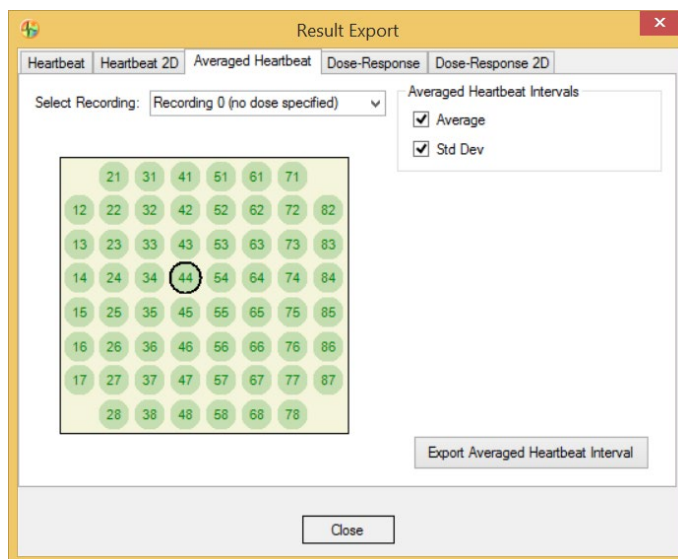 Result Export
Heartbeat Heartbeat 2D Averaged Heartbeat Dose-Response Dose-Response 2D
Select Recording: Recording 0 (no dose specified)
Averaged Heartbeat Intervals
Average
Std Dev
21 31 41 51 61 71
12 22 32 42 52 62 72 82
13 23 33 43 53 63 73 83
14 24 34 44 54 64 74 84
15 25 35 45 55 65 75 85
16 26 36 46 56 66 76 86
17 27 37 47 57 67 77 87
28 38 48 58 68 78
Export Averaged Heartbeat Interval
Close